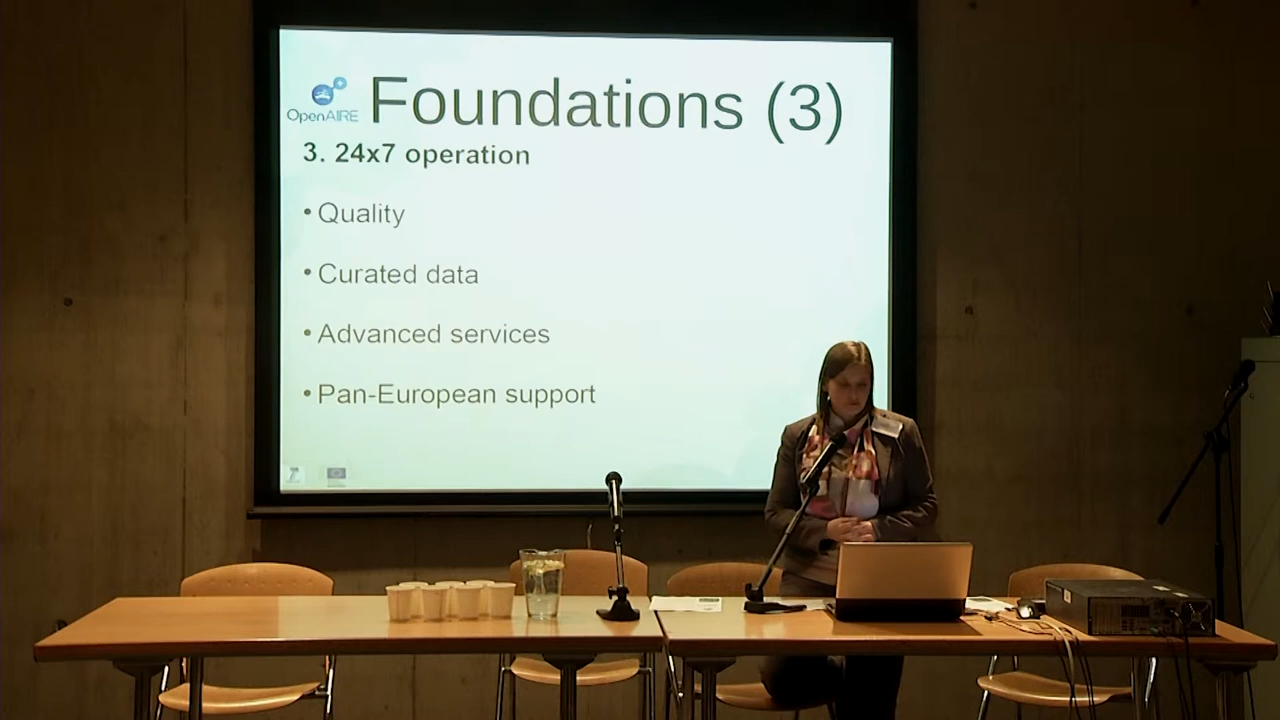 Foundations (3)
OpenAIRE
3. 24x7 operation
• Quality
• Curated data
• Advanced services
• Pan-European support